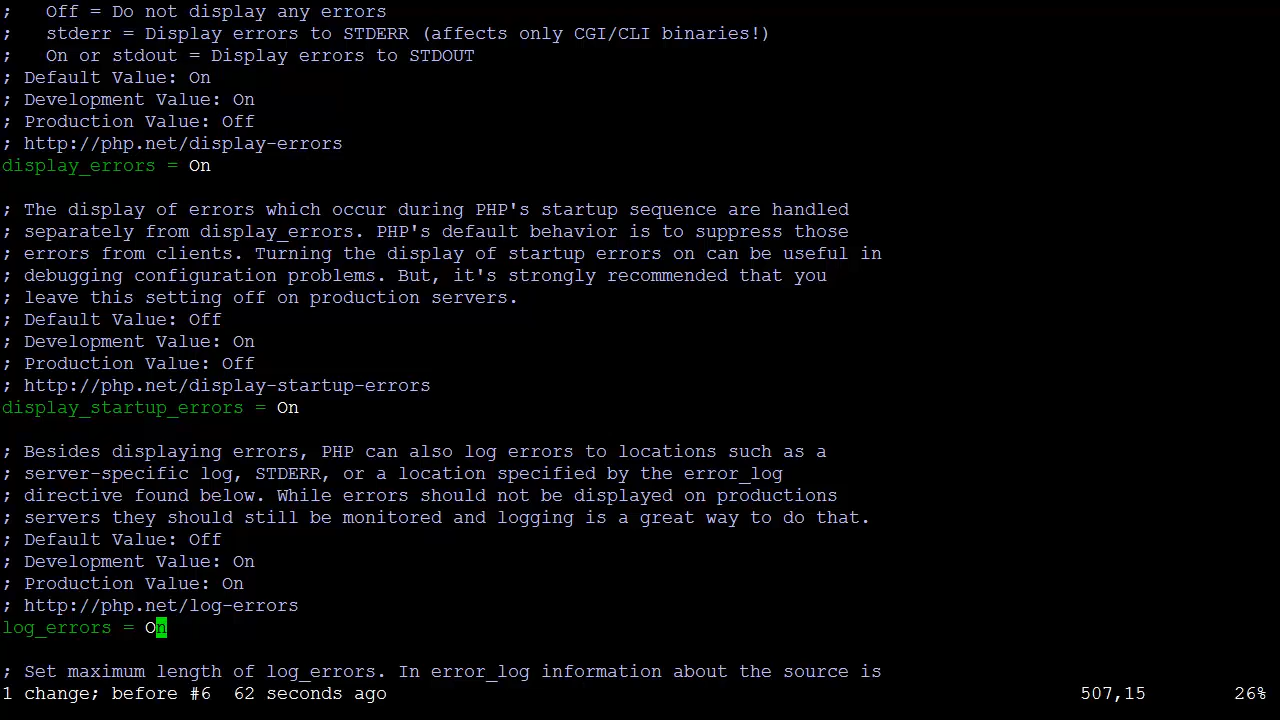 ;   Off = Do not display any errors
;   stderr = Display errors to STDERR (affects only CGI/CLI binaries!)
;   On or stdout = Display errors to STDOUT
; Default Value: On
; Development Value: On
; Production Value: Off
; http://php.net/display-errors
display_errors = On

; The display of errors which occur during PHP's startup sequence are handled
; separately from display_errors. PHP's default behavior is to suppress those
; errors from clients. Turning the display of startup errors on can be useful in
; debugging configuration problems. But, it's strongly recommended that you
; leave this setting off on production servers.
; Default Value: Off
; Development Value: On
; Production Value: Off
; http://php.net/display-startup-errors
display_startup_errors = On

; Besides displaying errors, PHP can also log errors to locations such as a
; server-specific log, STDERR, or a location specified by the error_log
; directive found below. While errors should not be displayed on productions
; servers they should still be monitored and logging is a great way to do that.
; Default Value: Off
; Development Value: On
; Production Value: On
; http://php.net/log-errors
log_errors = On

; Set maximum length of log_errors. In error_log information about the source is
1 change; before #6  62 seconds ago 507,15 26%